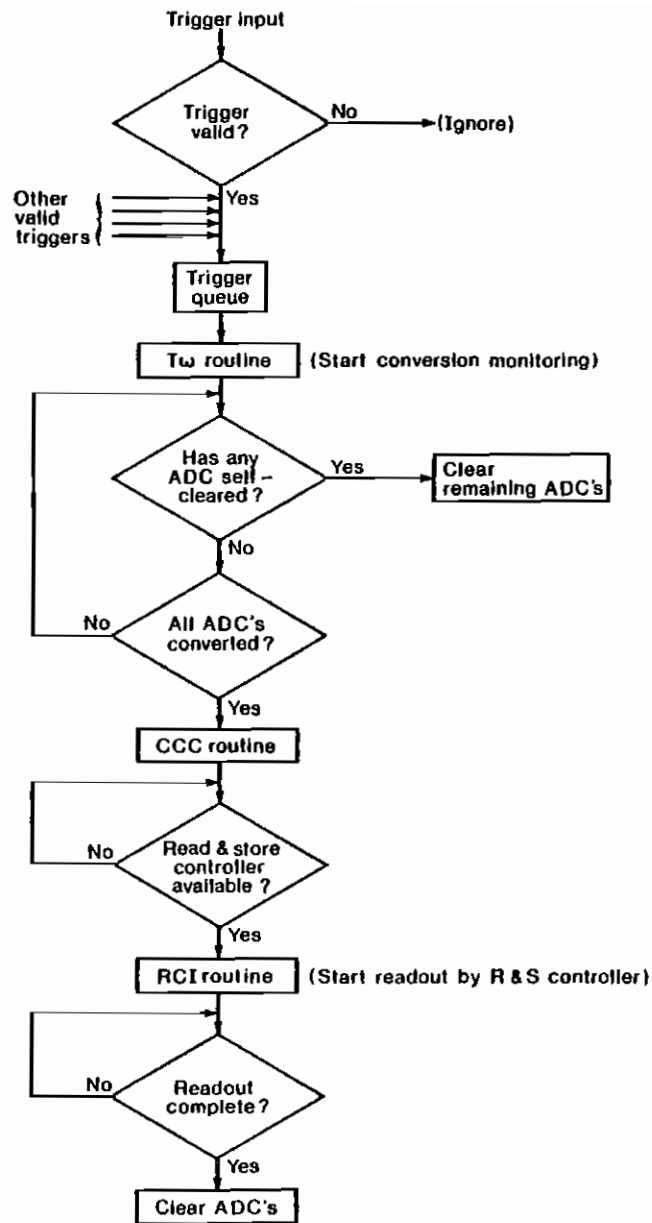 Trigger input
Trigger
valid?
No
(Ignore)
Yes
Other
valid
triggers
Trigger
queue
Tω routine
(Start conversion monitoring)
Has any
ADC self-
cleared?
Yes
Clear
remaining ADC's
No
All ADC's
converted?
No
Yes
CCC routine
Read & store
controller
available?
No
Yes
RCI routine
(Start readout by R & S controller)
Readout
complete?
No
Yes
Clear ADC's